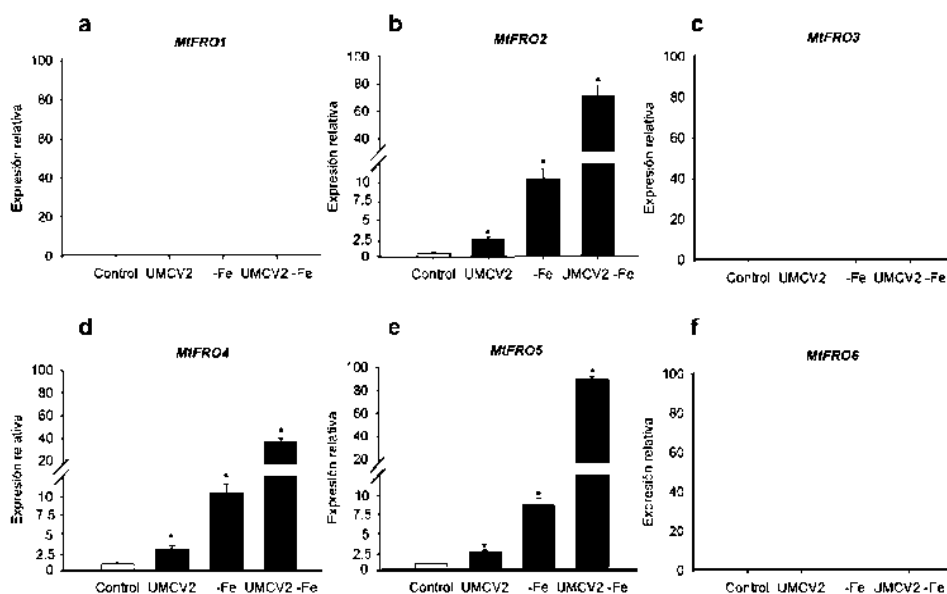 a
MtFRO1
Expresión relativa
100
80
60
40
20
0
Control UMCV2 -Fe UMCV2 -Fe
b
MtFRO2
Expresión relativa
100
80
60
40
10
7.5
5
2.5
0
Control UMCV2 -Fe UMCV2 -Fe
c
MtFRO3
Expresión relativa
100
80
60
40
20
0
Control UMCV2 -Fe UMCV2 -Fe
d
MtFRO4
Expresión relativa
100
80
60
40
20
10
5
2.5
0
Control UMCV2 -Fe UMCV2 -Fe
e
MtFRO5
Expresión relativa
100
80
60
40
20
10
5
2.5
0
Control UMCV2 -Fe UMCV2 -Fe
f
MtFRO6
Expresión relativa
100
80
60
40
20
0
Control UMCV2 -Fe UMCV2 -Fe